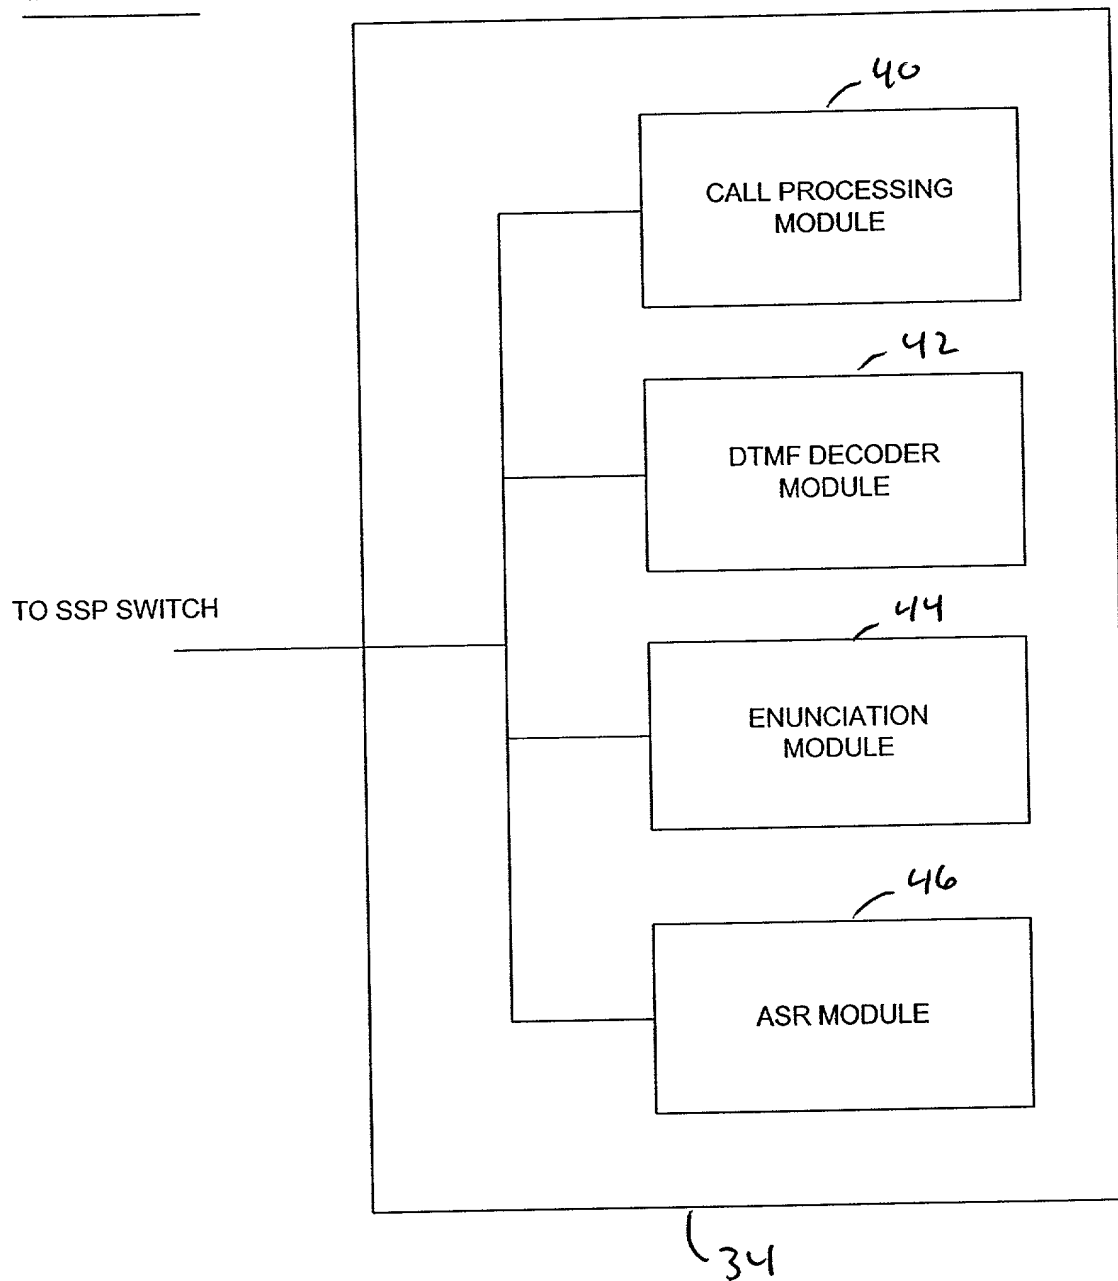 40
CALL PROCESSING
MODULE
42
DTMF DECODER
MODULE
TO SSP SWITCH
44
ENUNCIATION
MODULE
46
ASR MODULE
34